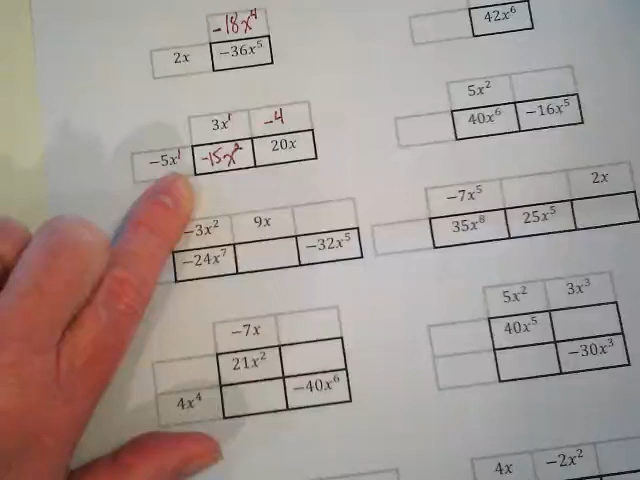 -18x⁴
2x -36x⁵
42x⁶
3x¹ -4
-5x¹ -15x² 20x
5x²
40x⁶ -16x⁵
-3x² 9x
-24x⁷ -32x⁵
-7x⁵ 2x
35x⁸ 25x⁵
-7x
21x²
4x⁴ -40x⁶
5x² 3x³
40x⁵
-30x³
4x -2x²